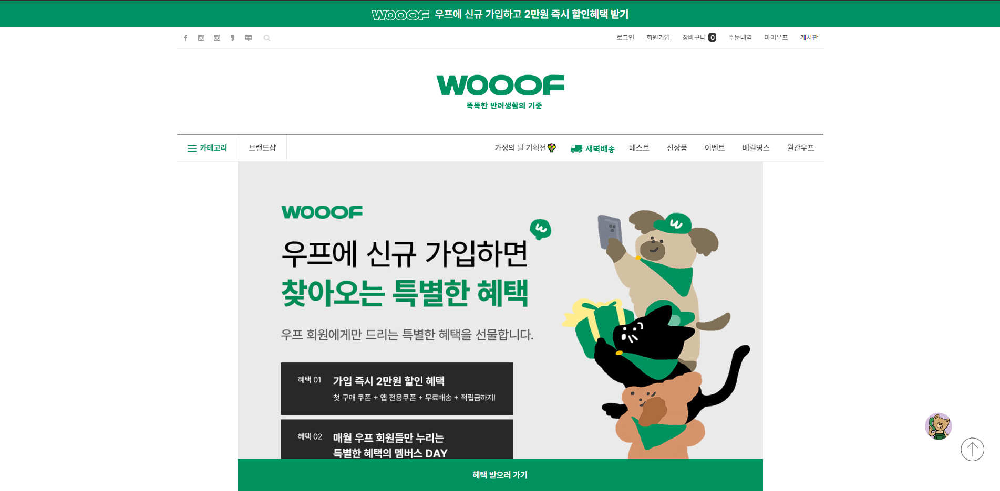 WOOOF 우프에 신규 가입하고 2만원 즉시 할인혜택 받기
로그인 회원가입 장바구니 0 주문내역 마이우프 게시판
WOOOF
똑똑한 반려생활의 기준
카테고리 브랜드샵 가정의 달 기획전 새벽배송 베스트 신상품 이벤트 베럴띵스 월간우프
WOOOF
w
W
우프에 신규 가입하면
찾아오는 특별한 혜택
우프 회원에게만 드리는 특별한 혜택을 선물합니다.
혜택 01 가입 즉시 2만원 할인 혜택
첫 구매 쿠폰 + 앱 전용쿠폰 + 무료배송 + 적립금까지!
혜택 02 매월 우프 회원들만 누리는
특별한 혜택의 멤버스 DAY
혜택 받으러 가기